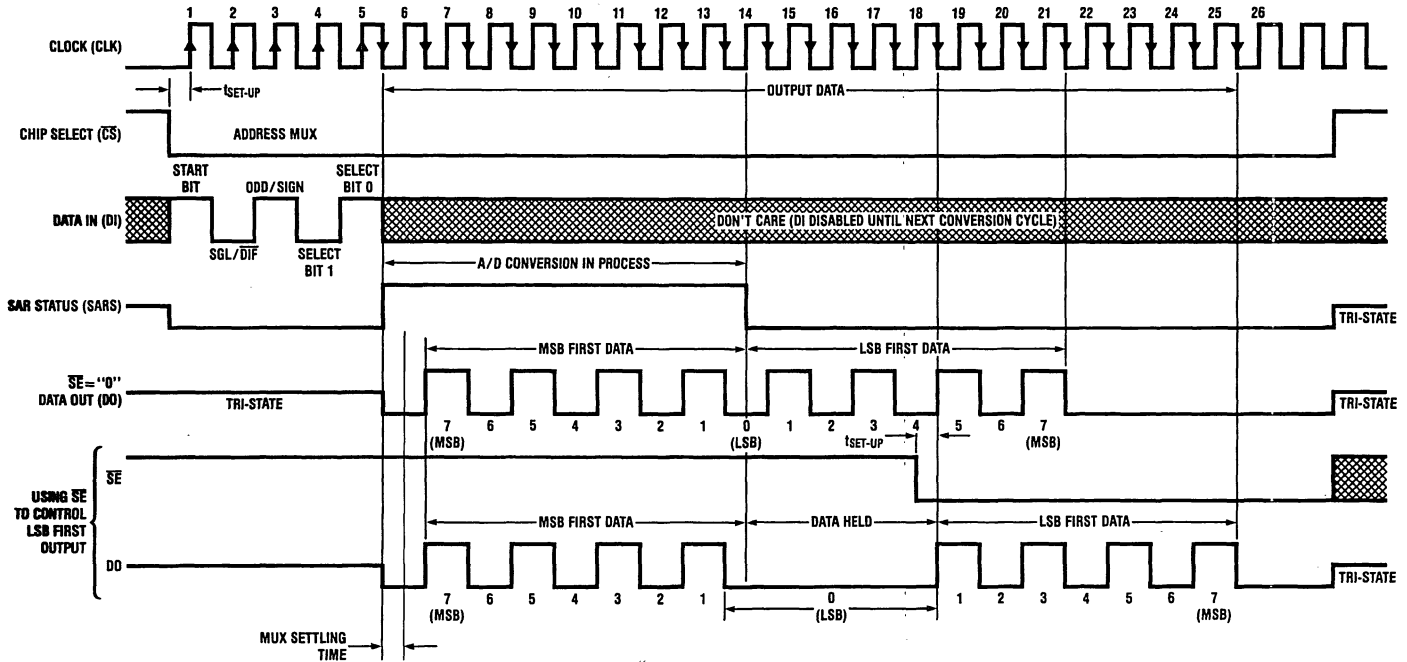 1 2 3 4 5 6 7 8 9 10 11 12 13 14 15 16 17 18 19 20 21 22 23 24 25 26
CLOCK (CLK)
tSET-UP
OUTPUT DATA
CHIP SELECT (C̅S̅)
ADDRESS MUX
START
BIT
ODD/SIGN
SELECT
BIT 0
DATA IN (DI)
DON'T CARE (DI DISABLED UNTIL NEXT CONVERSION CYCLE)
SGL/D̅I̅F̅
SELECT
BIT 1
A/D CONVERSION IN PROCESS
SAR STATUS (SARS)
TRI-STATE
MSB FIRST DATA
LSB FIRST DATA
S̅E̅ = "0"
DATA OUT (DO)
TRI-STATE
TRI-STATE
7 6 5 4 3 2 1 0 1 2 3 4 5 6 7
(MSB) (LSB) (MSB)
tSET-UP
S̅E̅
USING S̅E̅
TO CONTROL
LSB FIRST
OUTPUT
MSB FIRST DATA
DATA HELD
LSB FIRST DATA
DO
TRI-STATE
7 6 5 4 3 2 1 0 1 2 3 4 5 6 7
(MSB) (LSB) (MSB)
MUX SETTLING
TIME